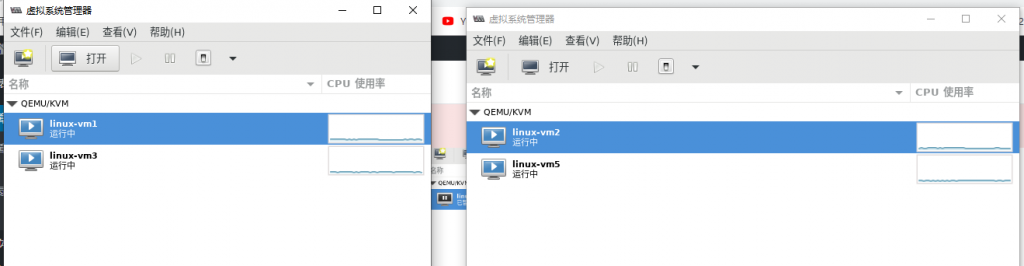 虚拟系统管理器
文件(F) 编辑(E) 查看(V) 帮助(H)
打开
名称 CPU 使用率
QEMU/KVM
linux-vm1
运行中
linux-vm3
运行中
名称
QEMU/KVM
虚拟系统管理器
文件(F) 编辑(E) 查看(V) 帮助(H)
打开
名称 CPU 使用率
QEMU/KVM
linux-vm2
运行中
linux-vm5
运行中